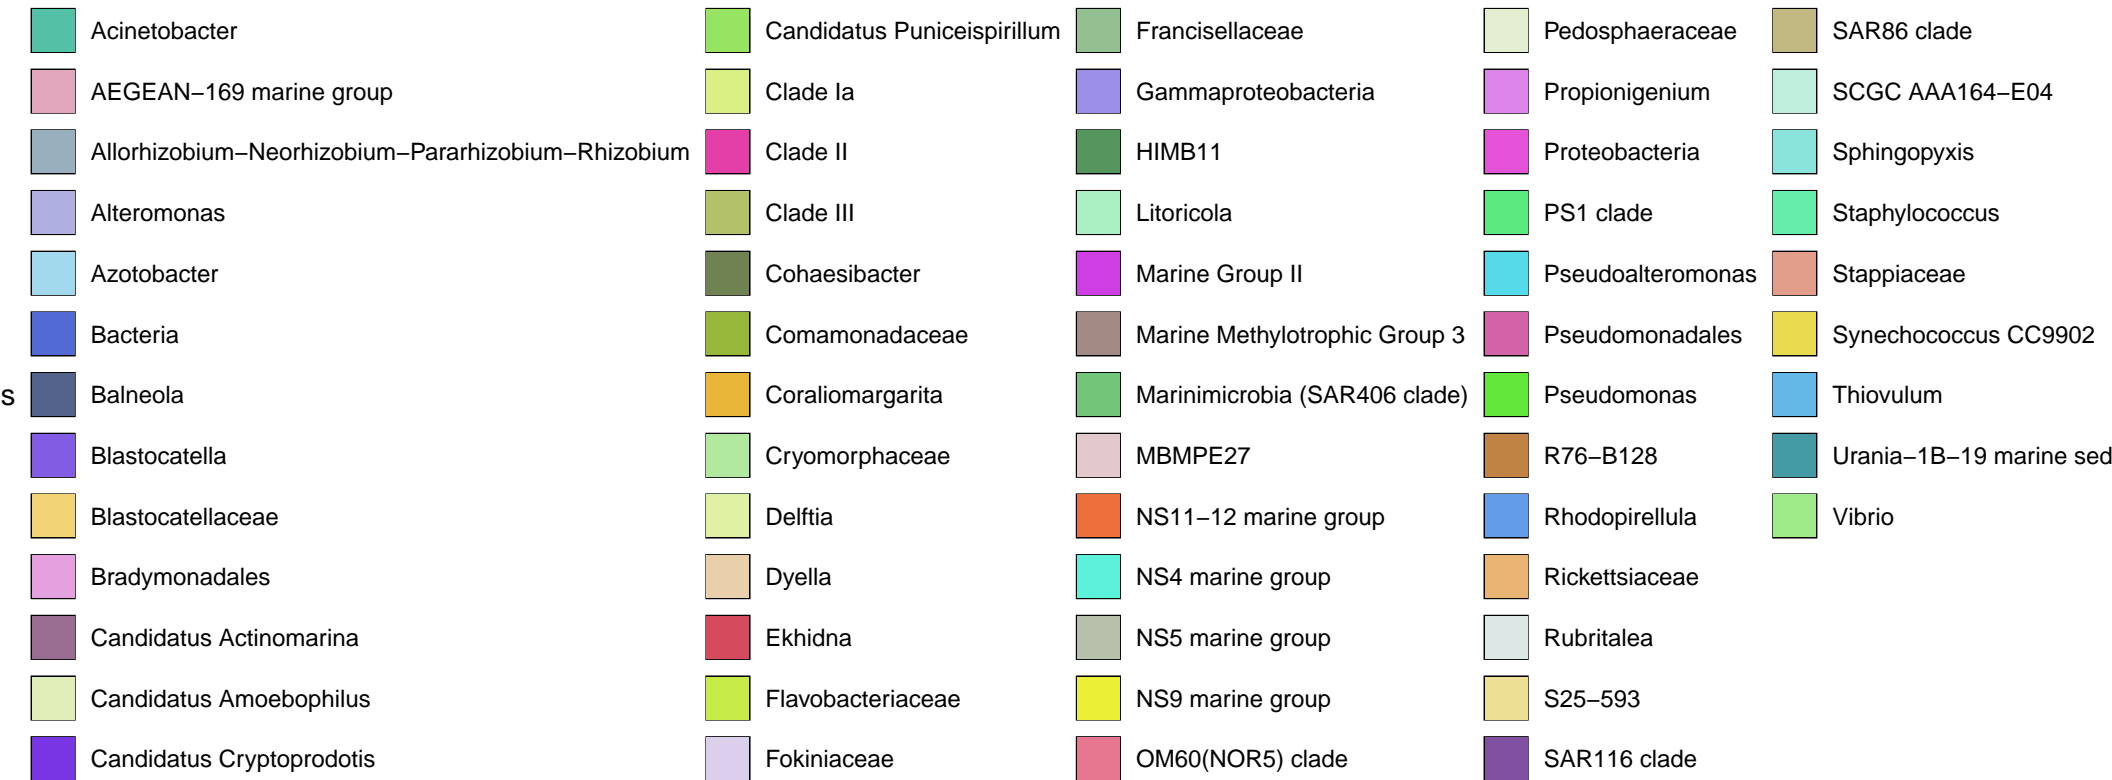 Acinetobacter
AEGEAN−169 marine group
Allorhizobium−Neorhizobium−Pararhizobium−Rhizobium
Alteromonas
Azotobacter
Bacteria
s
Balneola
Blastocatella
Blastocatellaceae
Bradymonadales
Candidatus Actinomarina
Candidatus Amoebophilus
Candidatus Cryptoprodotis
Candidatus Puniceispirillum
Clade Ia
Clade II
Clade III
Cohaesibacter
Comamonadaceae
Coraliomargarita
Cryomorphaceae
Delftia
Dyella
Ekhidna
Flavobacteriaceae
Fokiniaceae
Francisellaceae
Gammaproteobacteria
HIMB11
Litoricola
Marine Group II
Marine Methylotrophic Group 3
Marinimicrobia (SAR406 clade)
MBMPE27
NS11−12 marine group
NS4 marine group
NS5 marine group
NS9 marine group
OM60(NOR5) clade
Pedosphaeraceae
Propionigenium
Proteobacteria
PS1 clade
Pseudoalteromonas
Pseudomonadales
Pseudomonas
R76−B128
Rhodopirellula
Rickettsiaceae
Rubritalea
S25−593
SAR116 clade
SAR86 clade
SCGC AAA164−E04
Sphingopyxis
Staphylococcus
Stappiaceae
Synechococcus CC9902
Thiovulum
Urania−1B−19 marine sed
Vibrio